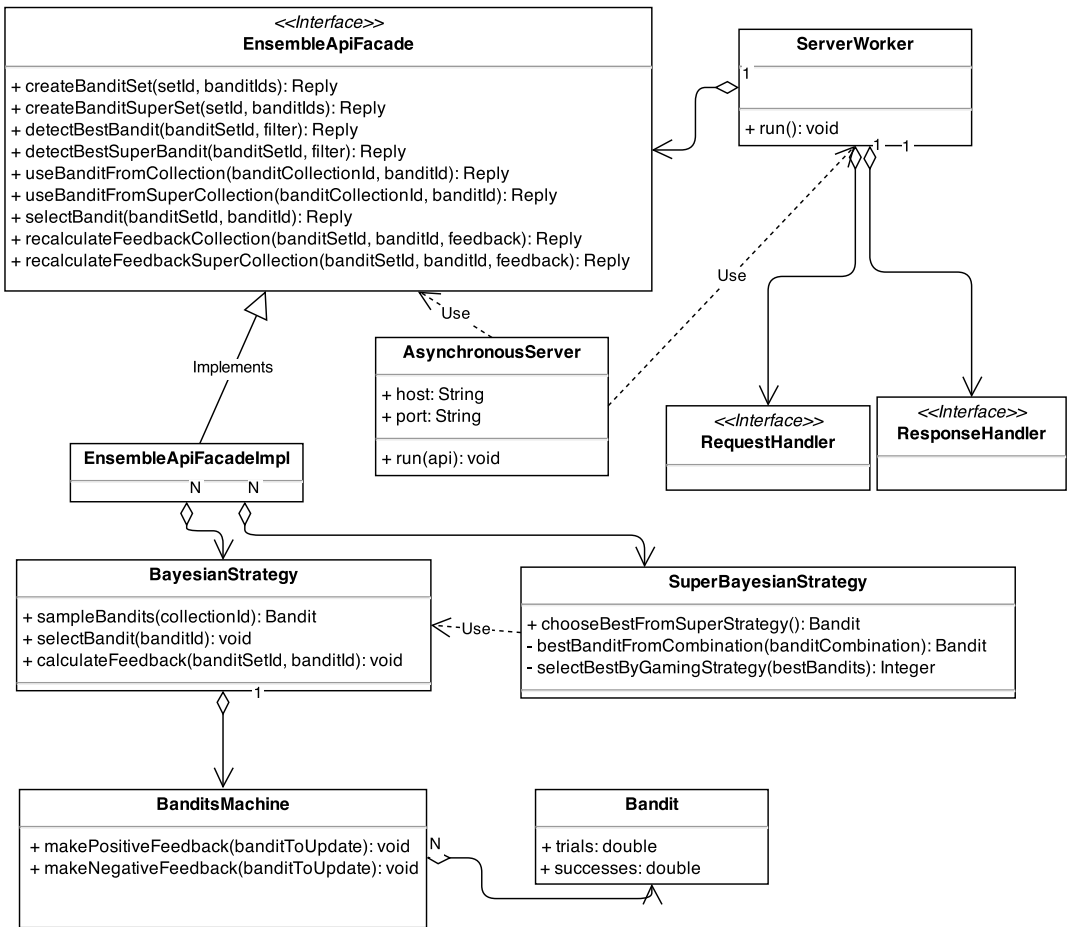 <<Interface>>
EnsembleApiFacade
+ createBanditSet(setId, banditIds): Reply
+ createBanditSuperSet(setId, banditIds): Reply
+ detectBestBandit(banditSetId, filter): Reply
+ detectBestSuperBandit(banditSetId, filter): Reply
+ useBanditFromCollection(banditCollectionId, banditId): Reply
+ useBanditFromSuperCollection(banditCollectionId, banditId): Reply
+ selectBandit(banditSetId, banditId): Reply
+ recalculateFeedbackCollection(banditSetId, banditId, feedback): Reply
+ recalculateFeedbackSuperCollection(banditSetId, banditId, feedback): Reply
ServerWorker
1
+ run(): void
1
1
Use
Use
Implements
AsynchronousServer
+ host: String
+ port: String
+ run(api): void
<<Interface>>
RequestHandler
<<Interface>>
ResponseHandler
EnsembleApiFacadeImpl
N
N
BayesianStrategy
+ sampleBandits(collectionId): Bandit
+ selectBandit(banditId): void
+ calculateFeedback(banditSetId, banditId): void
1
Use
SuperBayesianStrategy
+ chooseBestFromSuperStrategy(): Bandit
- bestBanditFromCombination(banditCombination): Bandit
- selectBestByGamingStrategy(bestBandits): Integer
BanditsMachine
+ makePositiveFeedback(banditToUpdate): void
+ makeNegativeFeedback(banditToUpdate): void
N
Bandit
+ trials: double
+ successes: double